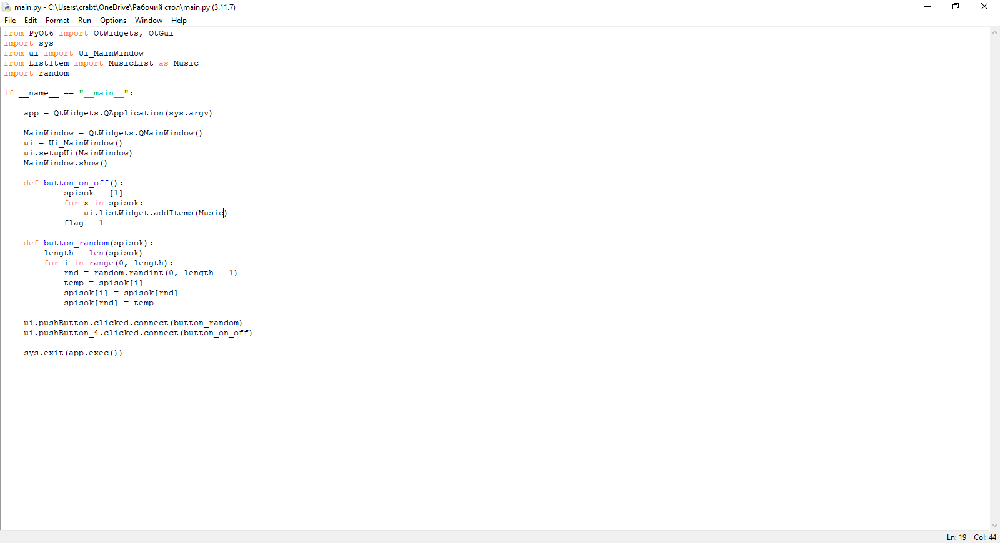 main.py - C:\Users\crabt\OneDrive\Рабочий стол\main.py (3.11.7)
File Edit Format Run Options Window Help
from PyQt6 import QtWidgets, QtGui
import sys
from ui import Ui_MainWindow
from ListItem import MusicList as Music
import random
if __name__ == "__main__":
app = QtWidgets.QApplication(sys.argv)
MainWindow = QtWidgets.QMainWindow()
ui = Ui_MainWindow()
ui.setupUi(MainWindow)
MainWindow.show()
def button_on_off():
spisok = [1]
for x in spisok:
ui.listWidget.addItems(Music)
flag = 1
def button_random(spisok):
length = len(spisok)
for i in range(0, length):
rnd = random.randint(0, length - 1)
temp = spisok[i]
spisok[i] = spisok[rnd]
spisok[rnd] = temp
ui.pushButton.clicked.connect(button_random)
ui.pushButton_4.clicked.connect(button_on_off)
sys.exit(app.exec())
Ln: 19 Col: 44